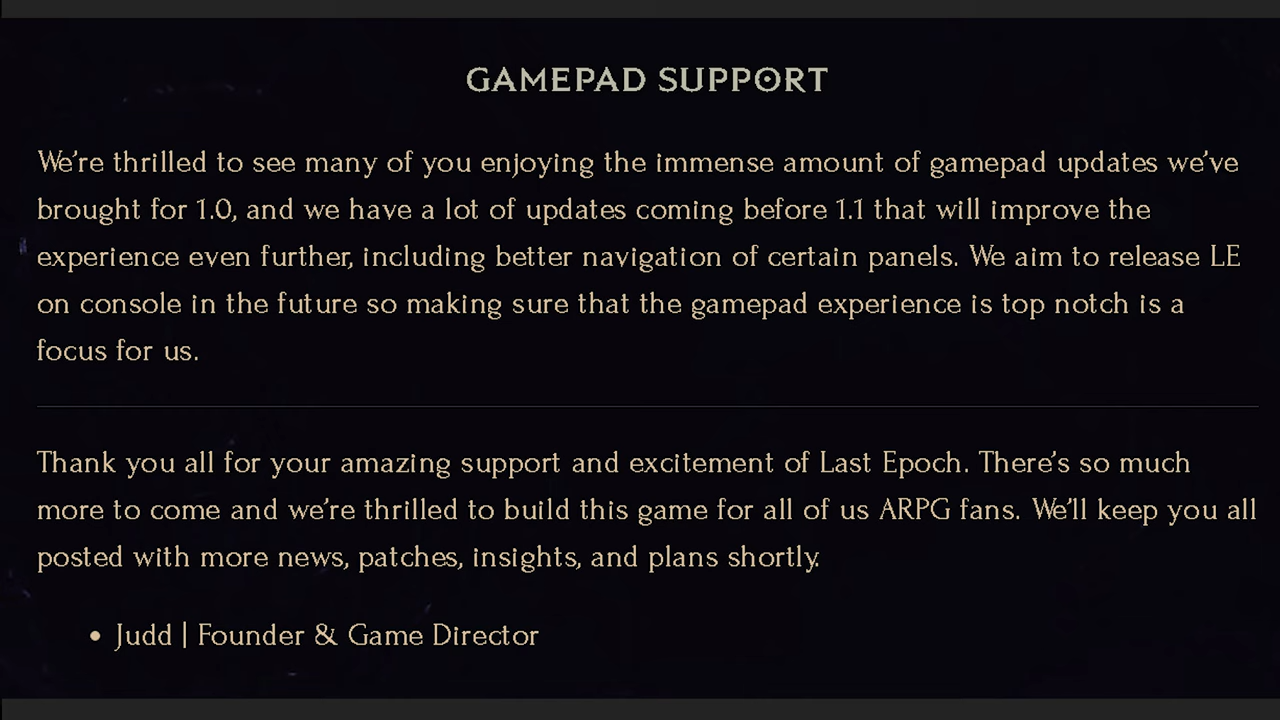 GAMEPAD SUPPORT
We’re thrilled to see many of you enjoying the immense amount of gamepad updates we’ve
brought for 1.0, and we have a lot of updates coming before 1.1 that will improve the
experience even further, including better navigation of certain panels. We aim to release LE
on console in the future so making sure that the gamepad experience is top notch is a
focus for us.
Thank you all for your amazing support and excitement of Last Epoch. There’s so much
more to come and we’re thrilled to build this game for all of us ARPG fans. We’ll keep you all
posted with more news, patches, insights, and plans shortly.
• Judd | Founder & Game Director